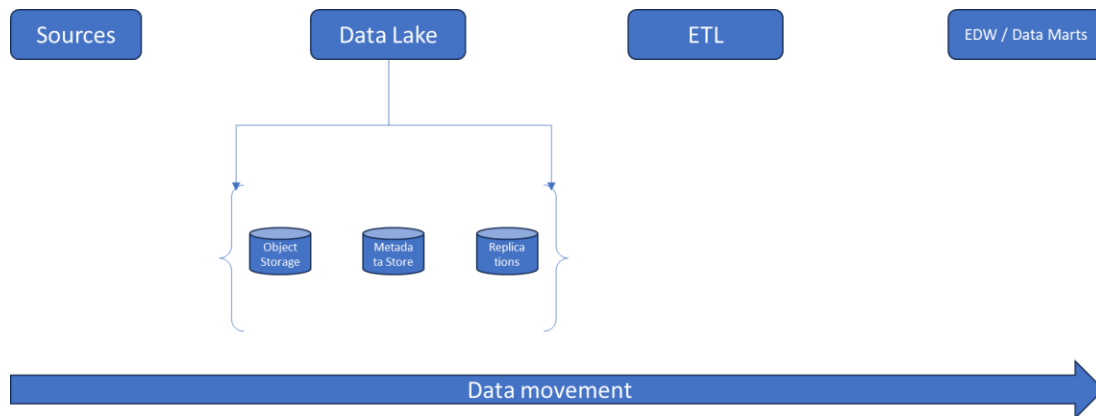 Sources
Data Lake
ETL
EDW / Data Marts
Object
Storage
Metada
ta Store
Replica
tions
Data movement